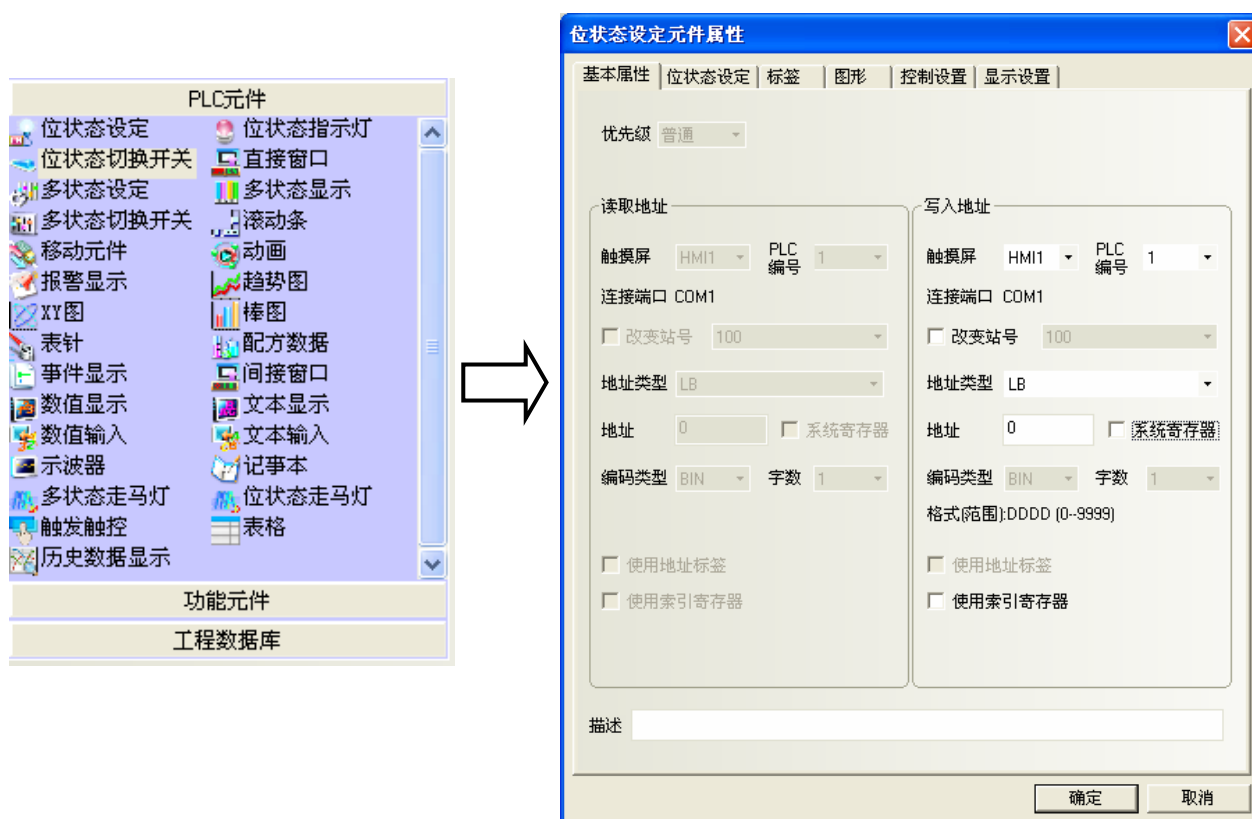 PLC元件
位状态设定 位状态指示灯
位状态切换开关 直接窗口
多状态设定 多状态显示
多状态切换开关 滚动条
移动元件 动画
报警显示 趋势图
XY图 棒图
表针 配方数据
事件显示 间接窗口
数值显示 文本显示
数值输入 文本输入
示波器 记事本
多状态走马灯 位状态走马灯
触发触控 表格
历史数据显示
功能元件
工程数据库
位状态设定元件属性
基本属性 位状态设定 标签 图形 控制设置 显示设置
优先级 普通
读取地址
触摸屏 HMI1 PLC编号 1
连接端口 COM1
改变站号 100
地址类型 LB
地址 0 系统寄存器
编码类型 BIN 字数 1
使用地址标签
使用索引寄存器
写入地址
触摸屏 HMI1 PLC编号 1
连接端口 COM1
改变站号 100
地址类型 LB
地址 0 系统寄存器
编码类型 BIN 字数 1
格式(范围):DDDD (0--9999)
使用地址标签
使用索引寄存器
描述
确定 取消